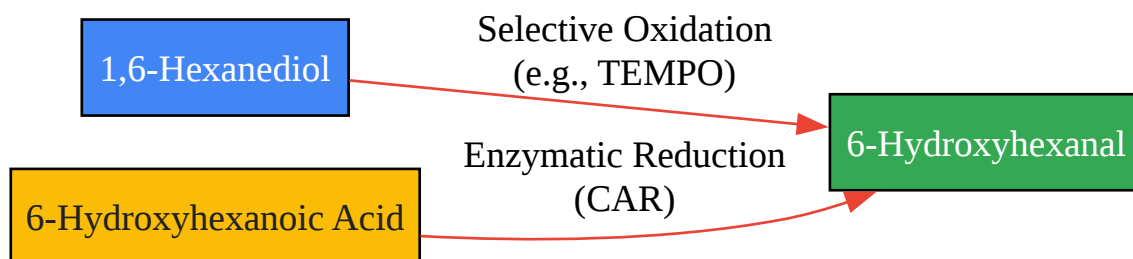 1,6-Hexanediol
Selective Oxidation
(e.g., TEMPO)
6-Hydroxyhexanal
Enzymatic Reduction
(CAR)
6-Hydroxyhexanoic Acid